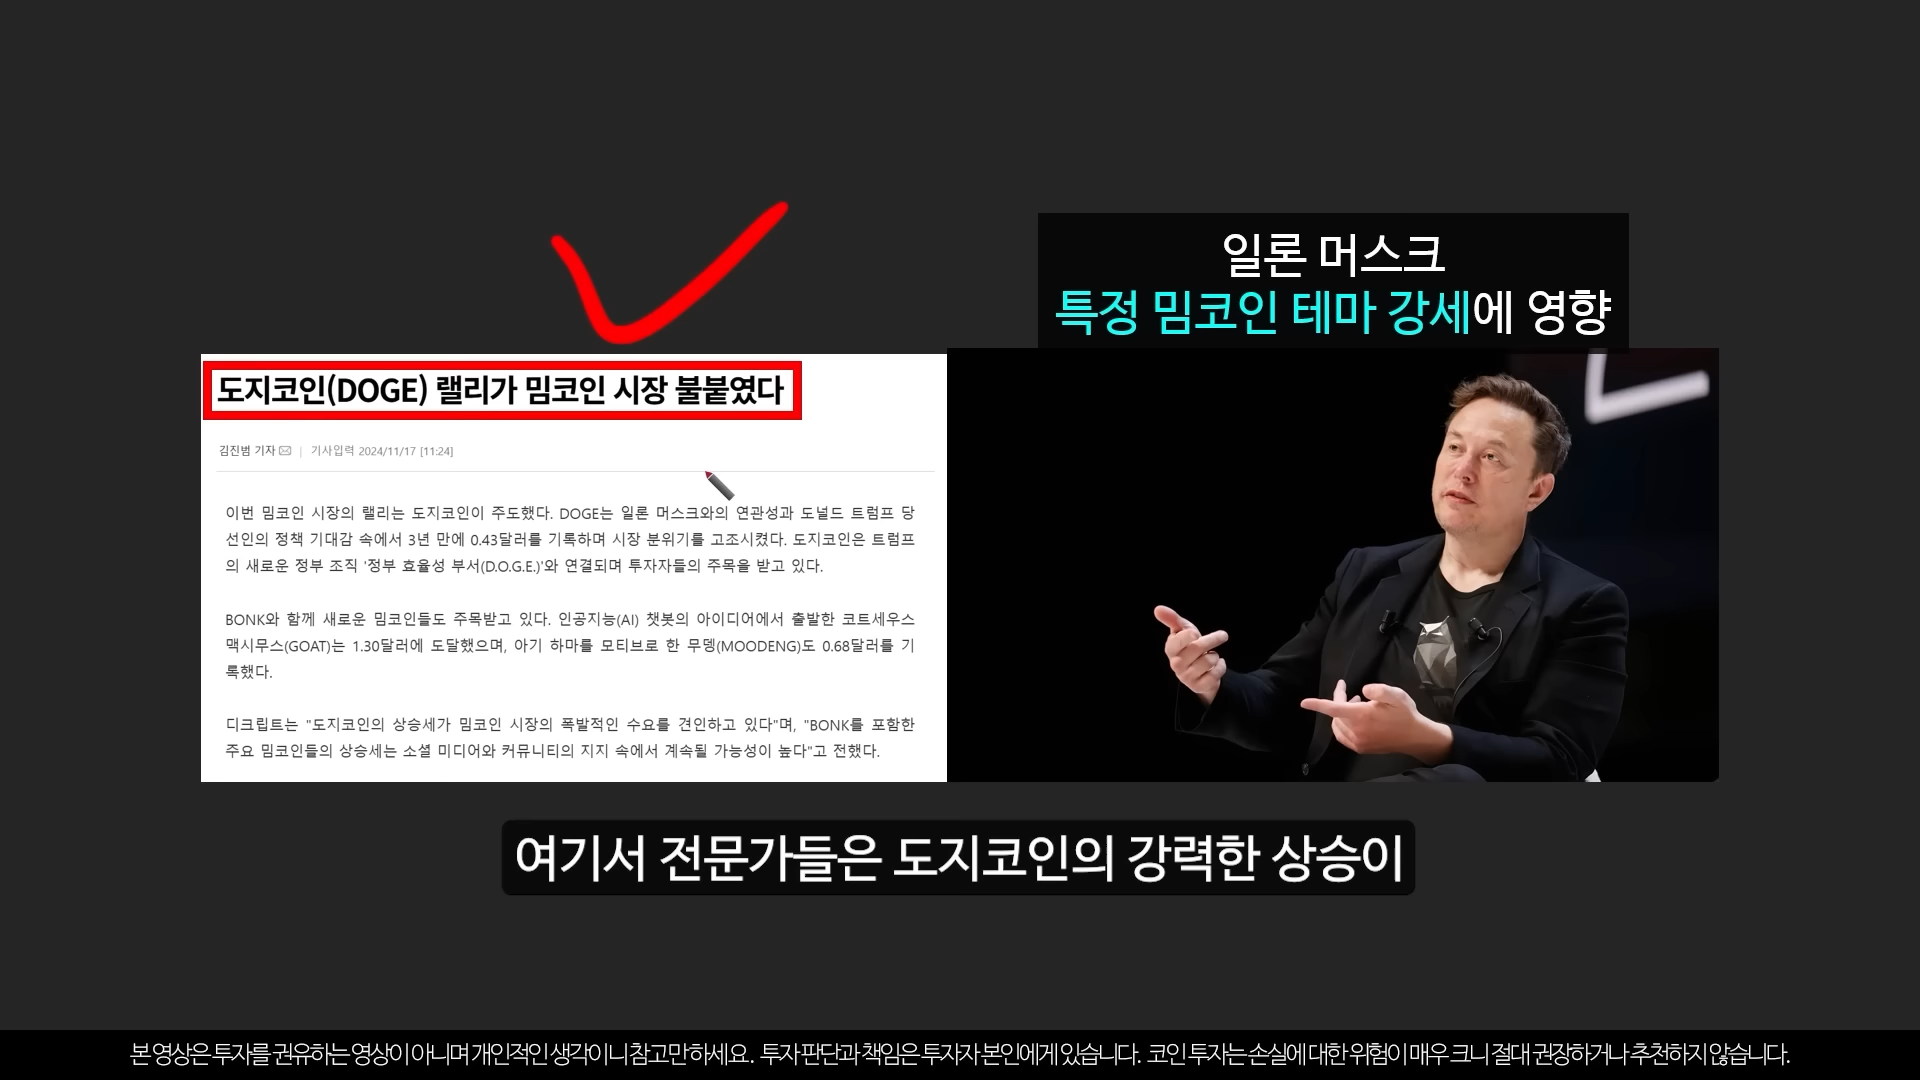 일론 머스크
특정 밈코인 테마 강세에 영향
도지코인(DOGE) 랠리가 밈코인 시장 불붙였다
김진범 기자 | 기사입력 2024/11/17 [11:24]
이번 밈코인 시장의 랠리는 도지코인이 주도했다. DOGE는 일론 머스크와의 연관성과 도널드 트럼프 당
선인의 정책 기대감 속에서 3년 만에 0.43달러를 기록하며 시장 분위기를 고조시켰다. 도지코인은 트럼프
의 새로운 정부 조직 '정부 효율성 부서(D.O.G.E.)'와 연결되며 투자자들의 주목을 받고 있다.
BONK와 함께 새로운 밈코인들도 주목받고 있다. 인공지능(AI) 챗봇의 아이디어에서 출발한 코트세우스
맥시무스(GOAT)는 1.30달러에 도달했으며, 아기 하마를 모티브로 한 무뎅(MOODENG)도 0.68달러를 기
록했다.
디크립트는 "도지코인의 상승세가 밈코인 시장의 폭발적인 수요를 견인하고 있다"며, "BONK를 포함한
주요 밈코인들의 상승세는 소셜 미디어와 커뮤니티의 지지 속에서 계속될 가능성이 높다"고 전했다.
여기서 전문가들은 도지코인의 강력한 상승이
본 영상은 투자를 권유하는 영상이 아니며 개인적인 생각이니 참고만 하세요. 투자 판단과 책임은 투자자 본인에게 있습니다. 코인 투자는 손실에 대한 위험이 매우 크니 절대 권장하거나 추천하지 않습니다.